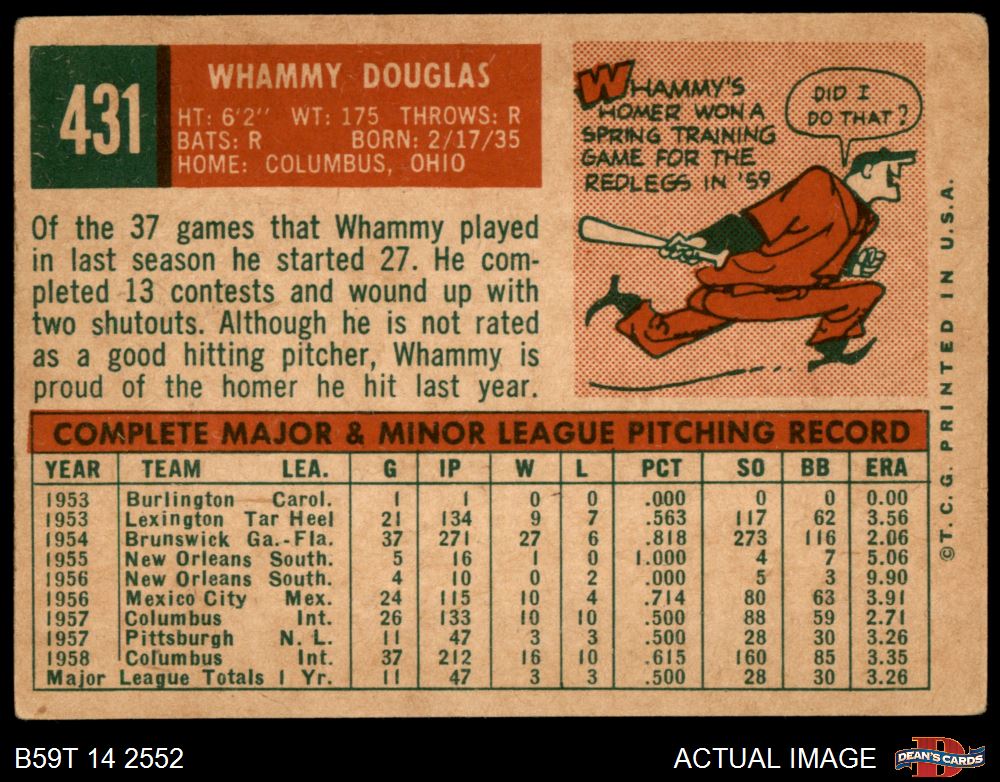 431
WHAMMY DOUGLAS
HT: 6'2" WT: 175 THROWS: R
BATS: R BORN: 2/17/35
HOME: COLUMBUS, OHIO
WHAMMY'S
HOMER WON A
SPRING TRAINING
GAME FOR THE
REDLEGS IN '59
DID I
DO THAT?
Of the 37 games that Whammy played
in last season he started 27. He com-
pleted 13 contests and wound up with
two shutouts. Although he is not rated
as a good hitting pitcher, Whammy is
proud of the homer he hit last year.
©T.C.G. PRINTED IN U.S.A.
COMPLETE MAJOR & MINOR LEAGUE PITCHING RECORD
YEAR TEAM LEA. G IP W L PCT SO BB ERA
1953 Burlington Carol. 1 1 0 0 .000 0 0 0.00
1953 Lexington Tar Heel 21 134 9 7 .563 117 62 3.56
1954 Brunswick Ga.-Fla. 37 271 27 6 .818 273 116 2.06
1955 New Orleans South. 5 16 1 0 1.000 4 7 5.06
1956 New Orleans South. 4 10 0 2 .000 5 3 9.90
1956 Mexico City Mex. 24 115 10 4 .714 80 63 3.91
1957 Columbus Int. 26 133 10 10 .500 88 59 2.71
1957 Pittsburgh N. L. 11 47 3 3 .500 28 30 3.26
1958 Columbus Int. 37 212 16 10 .615 160 85 3.35
Major League Totals 1 Yr. 11 47 3 3 .500 28 30 3.26
B59T 14 2552
ACTUAL IMAGE
D
DEAN'S CARDS